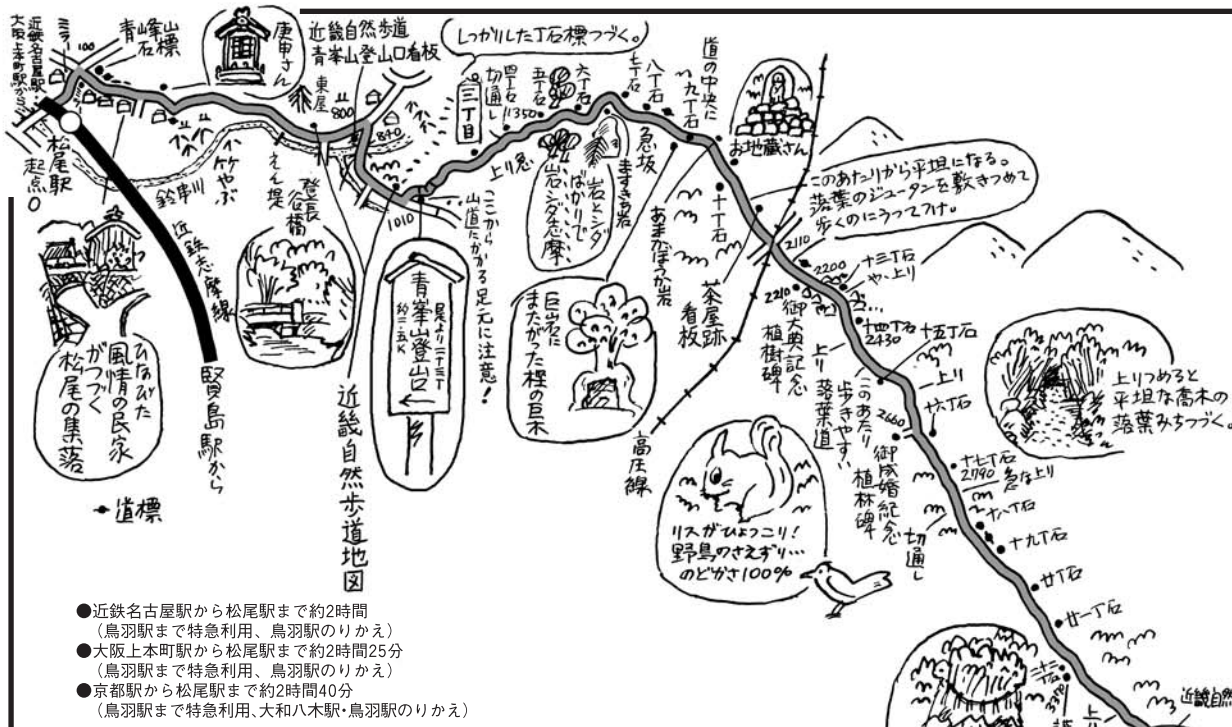 近鉄名古屋駅
大阪上本町駅から
ミラー
100
青峰山
石標
庚申さん
近畿自然歩道
青峯山登山口看板
東屋
800
840
しっかりした丁石標つづく。
三丁目
切通し
四丁石
1350
五丁石
六丁石
七丁石
八丁石
九丁石
急坂
道の中央に
お地蔵さん
このあたりから平坦になる。
落葉のジュータンを敷きつめて
歩くのにうってつけ。
松尾駅
起点0
鈴串川
竹やぶ
えん堤
登長
谷橋
1010
上り急
ここから
山道にかかる足元に注意!
岩とシダ
ばかりで
岩シダ志摩
ますきち岩
あまがほっか岩
十丁石
2110
2200
2210
十三丁石
やゝ上り
御大典記念
植樹碑
十四丁石
2430
十五丁石
上り
十六丁石
上り
落葉道
このあたり
歩きやすい
2660
御成婚紀念
植林碑
十七丁石
2790
急な上り
十八丁石
十九丁石
切通し
廿丁石
廿一丁石
上りつめると
平坦な高木の
落葉みちつづく。
茶屋跡
看板
高圧線
巨岩石に
またがった樫の巨木
青峯山登山口
是より二十三丁
約二・五K
近畿自然歩道地図
近鉄志摩線
賢島駅から
ひなびた
風情の民家
がつづく
松尾の集落
道標
リスがひょっこり!
野鳥のさえずり…
のどかさ100%
●近鉄名古屋駅から松尾駅まで約2時間
(鳥羽駅まで特急利用、鳥羽駅のりかえ)
●大阪上本町駅から松尾駅まで約2時間25分
(鳥羽駅まで特急利用、鳥羽駅のりかえ)
●京都駅から松尾駅まで約2時間40分
(鳥羽駅まで特急利用、大和八木駅・鳥羽駅のりかえ)
近畿自然